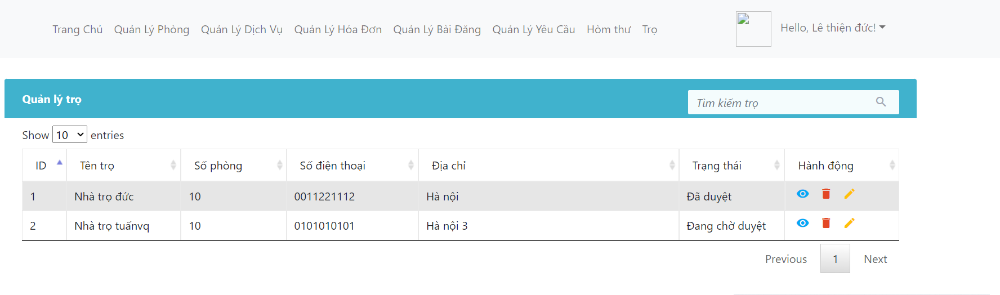 Trang Chủ Quản Lý Phòng Quản Lý Dịch Vụ Quản Lý Hóa Đơn Quản Lý Bài Đăng Quản Lý Yêu Cầu Hòm thư Trọ Hello, Lê thiện đức!
Quản lý trọ Tìm kiếm trọ
Show 10 entries
ID Tên trọ Số phòng Số điện thoại Địa chỉ Trạng thái Hành động
1 Nhà trọ đức 10 0011221112 Hà nội Đã duyệt
2 Nhà trọ tuấnvq 10 0101010101 Hà nội 3 Đang chờ duyệt
Previous 1 Next